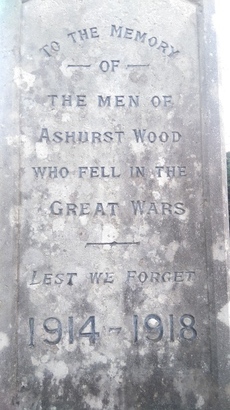 TO THE MEMORY
— OF —
THE MEN OF
ASHURST WOOD
WHO FELL IN THE
GREAT WARS
LEST WE FORGET
1914 - 1918